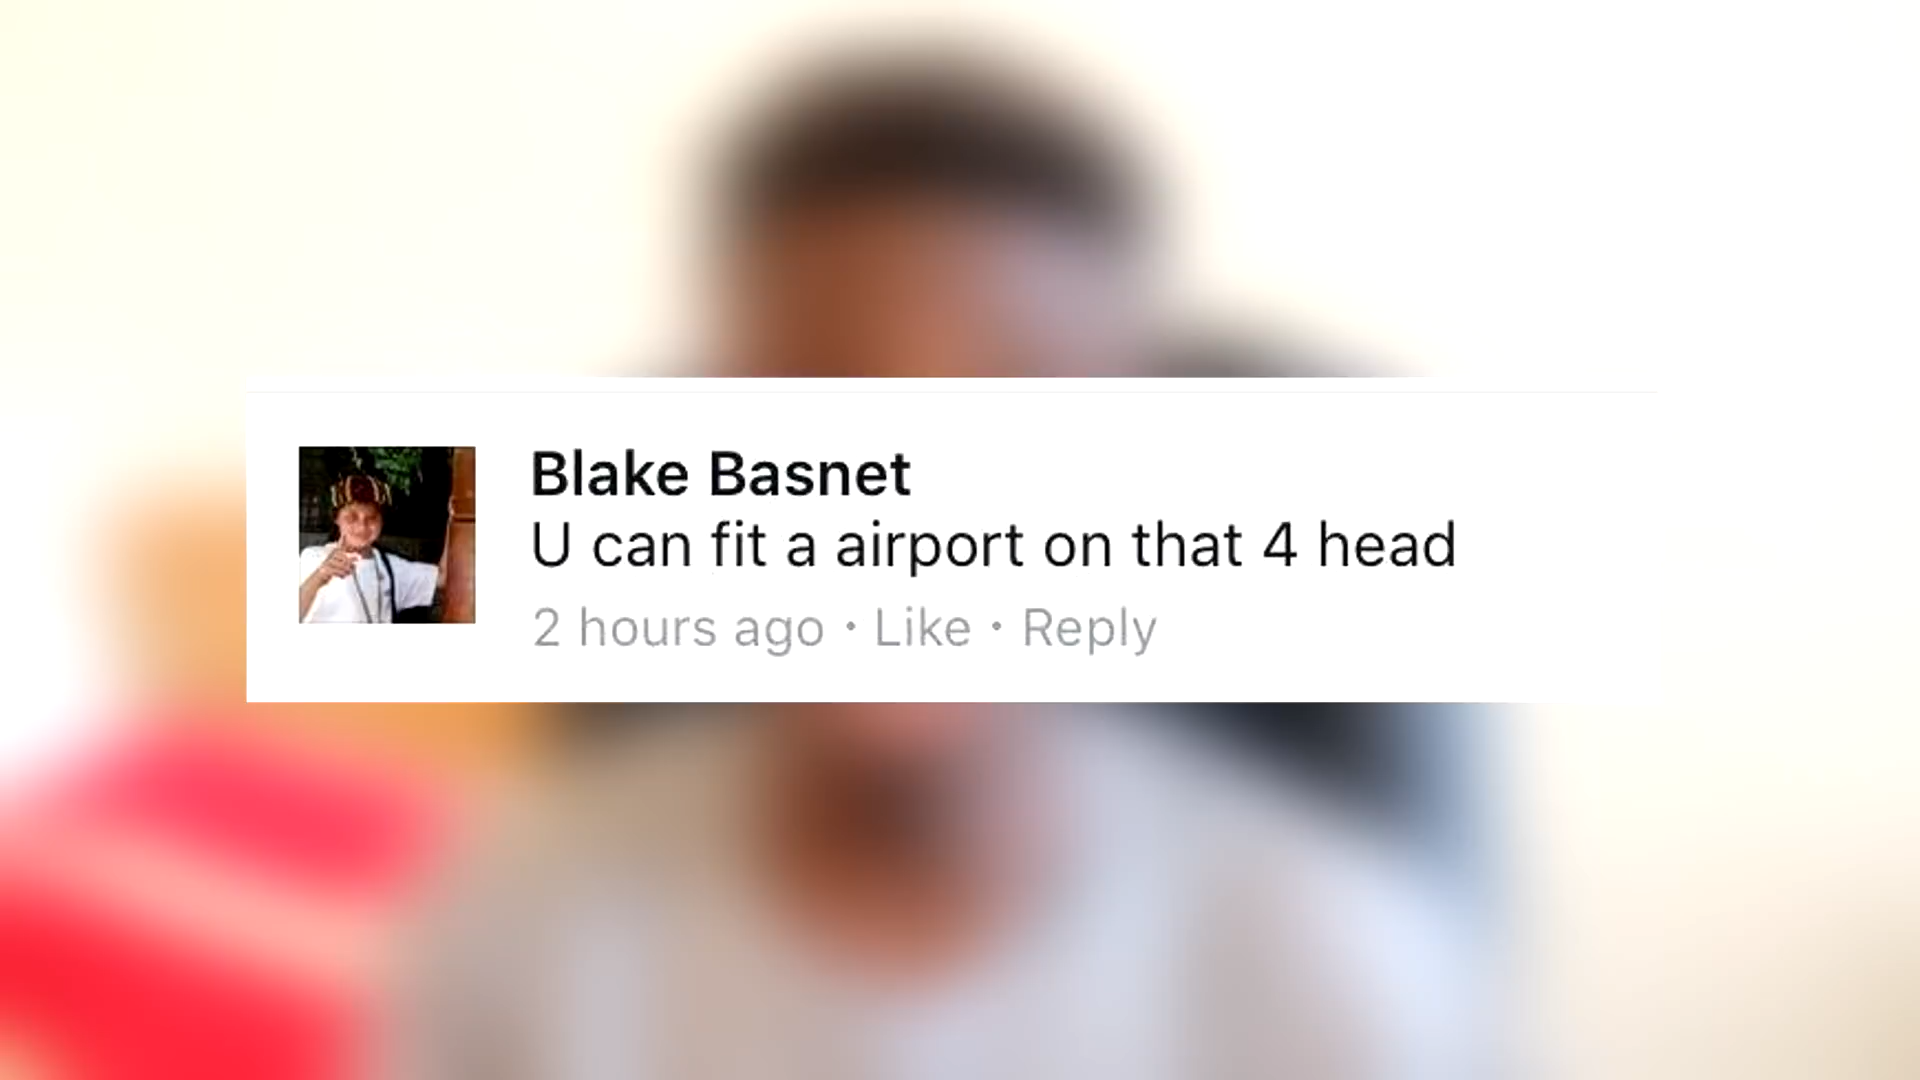 Blake Basnet
U can fit a airport on that 4 head
2 hours ago • Like • Reply